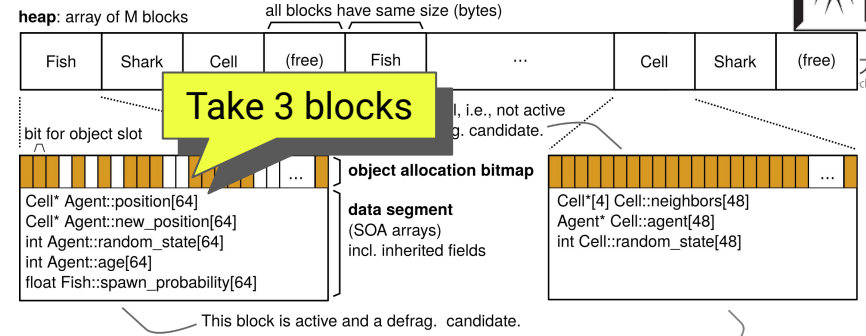 heap: array of M blocks
all blocks have same size (bytes)
Fish
Shark
Cell
(free)
Fish
...
Cell
Shark
(free)
Take 3 blocks
i.e., not active
candidate.
bit for object slot
...
object allocation bitmap
...
Cell* Agent::position[64]
Cell* Agent::new_position[64]
int Agent::random_state[64]
int Agent::age[64]
float Fish::spawn_probability[64]
data segment
(SOA arrays)
incl. inherited fields
Cell*[4] Cell::neighbors[48]
Agent* Cell::agent[48]
int Cell::random_state[48]
This block is active and a defrag. candidate.